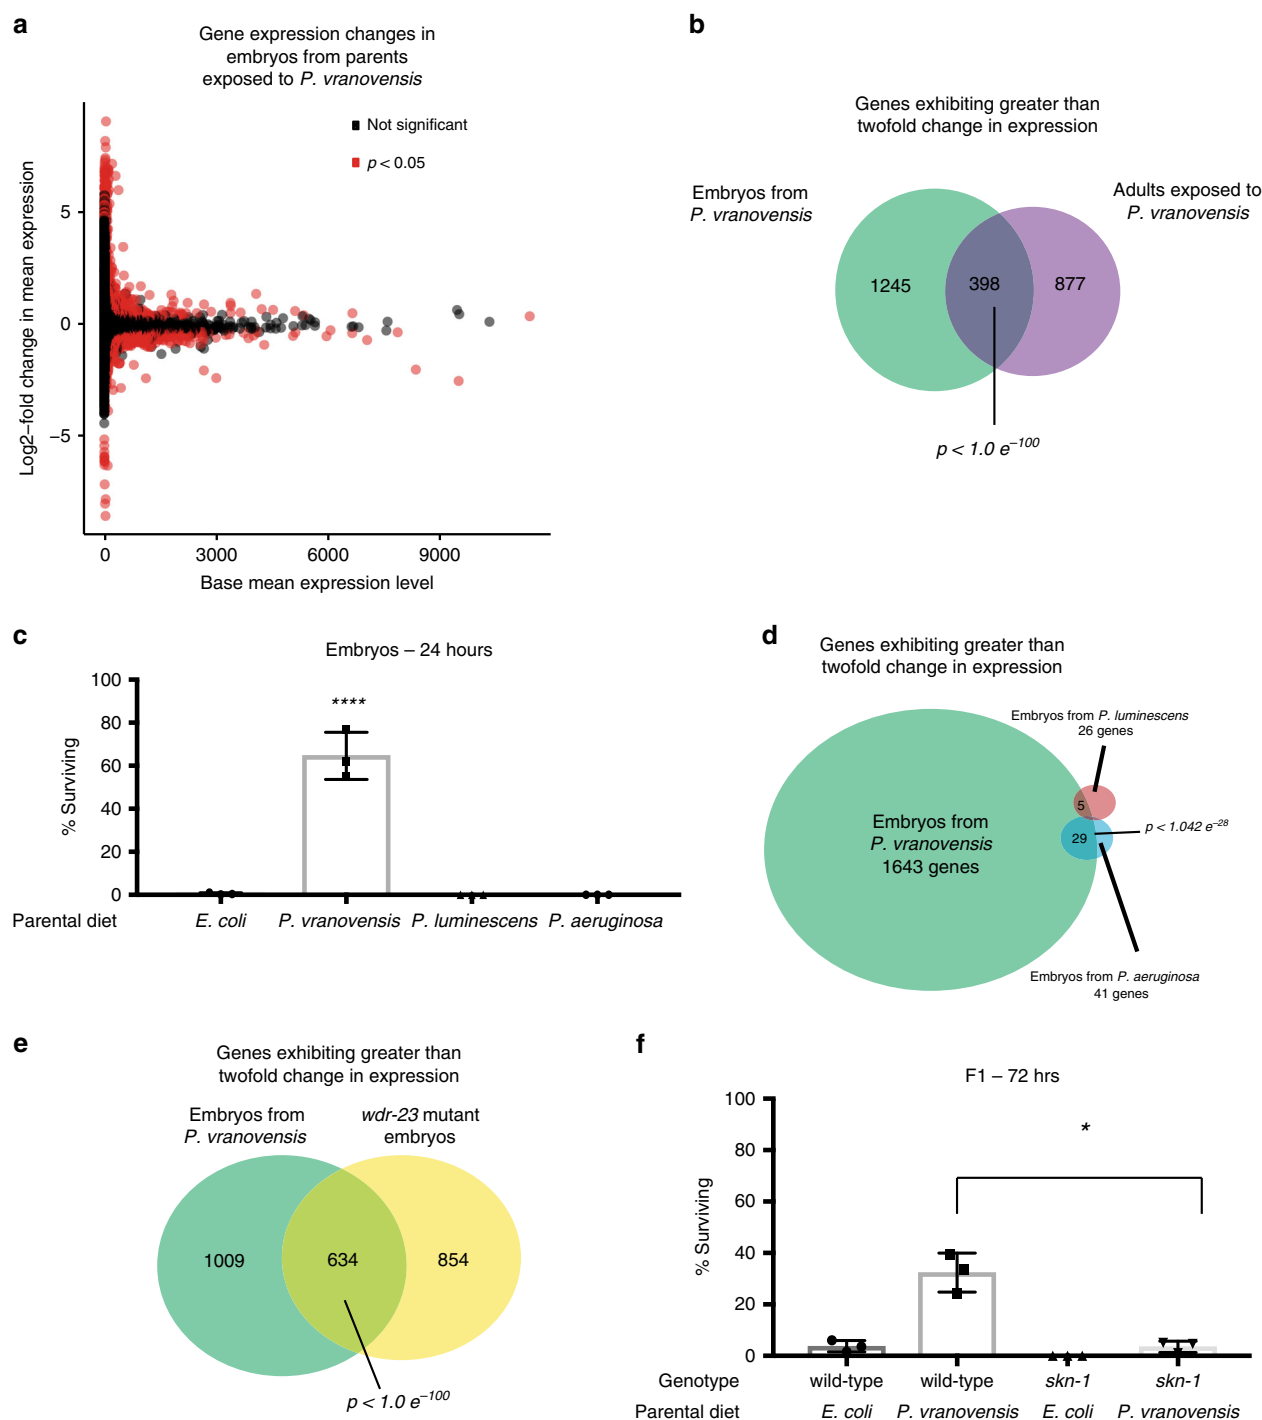 a
Gene expression changes in
embryos from parents
exposed to P. vranovensis
Not significant
p < 0.05
Log2–fold change in mean expression
5
0
–5
0 3000 6000 9000
Base mean expression level
b
Genes exhibiting greater than
twofold change in expression
Embryos from
P. vranovensis
Adults exposed to
P. vranovensis
1245 398 877
p < 1.0 e–100
c
Embryos – 24 hours
% Surviving
100
80
60
40
20
0
****
Parental diet E. coli P. vranovensis P. luminescens P. aeruginosa
d
Genes exhibiting greater than
twofold change in expression
Embryos from P. luminescens
26 genes
5
Embryos from
P. vranovensis
1643 genes
29
p < 1.042 e–28
Embryos from P. aeruginosa
41 genes
e
Genes exhibiting greater than
twofold change in expression
Embryos from
P. vranovensis
wdr-23 mutant
embryos
1009 634 854
p < 1.0 e–100
f
F1 – 72 hrs
% Surviving
100
80
60
40
20
0
*
Genotype wild-type wild-type skn-1 skn-1
Parental diet E. coli P. vranovensis E. coli P. vranovensis